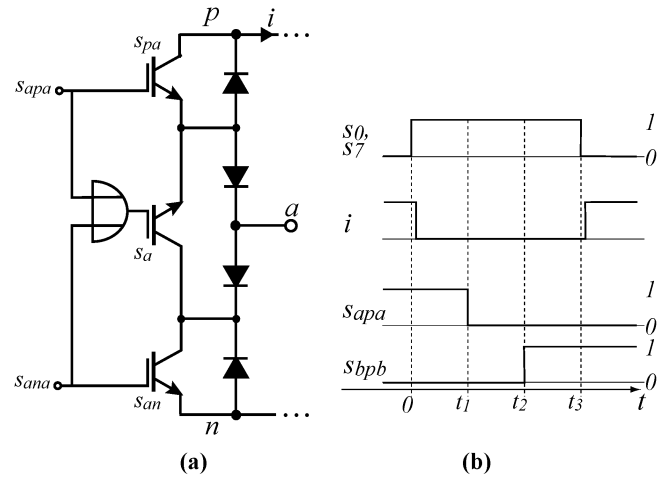 p
i
s_pa
s_apa
s_a
a
s_ana
s_an
n
(a)
s_0,
s_7
1
0
i
s_apa
1
0
s_bpb
1
0
0
t_1
t_2
t_3
t
(b)